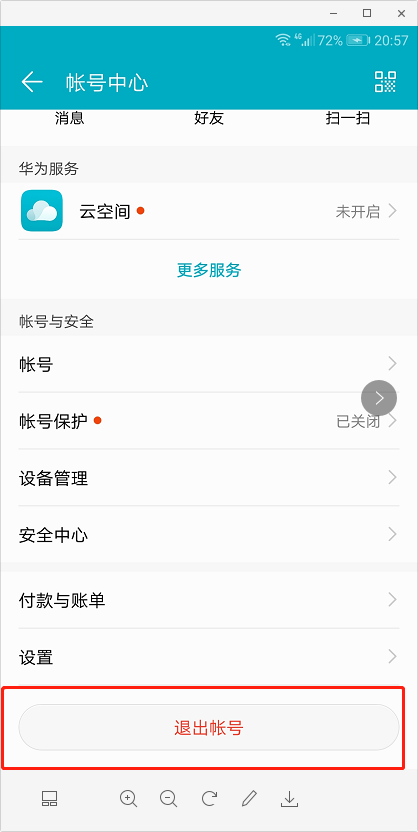 4G 72% 20:57
帐号中心
消息 好友 扫一扫
华为服务
云空间 未开启
更多服务
帐号与安全
帐号
帐号保护 已关闭
设备管理
安全中心
付款与账单
设置
退出帐号